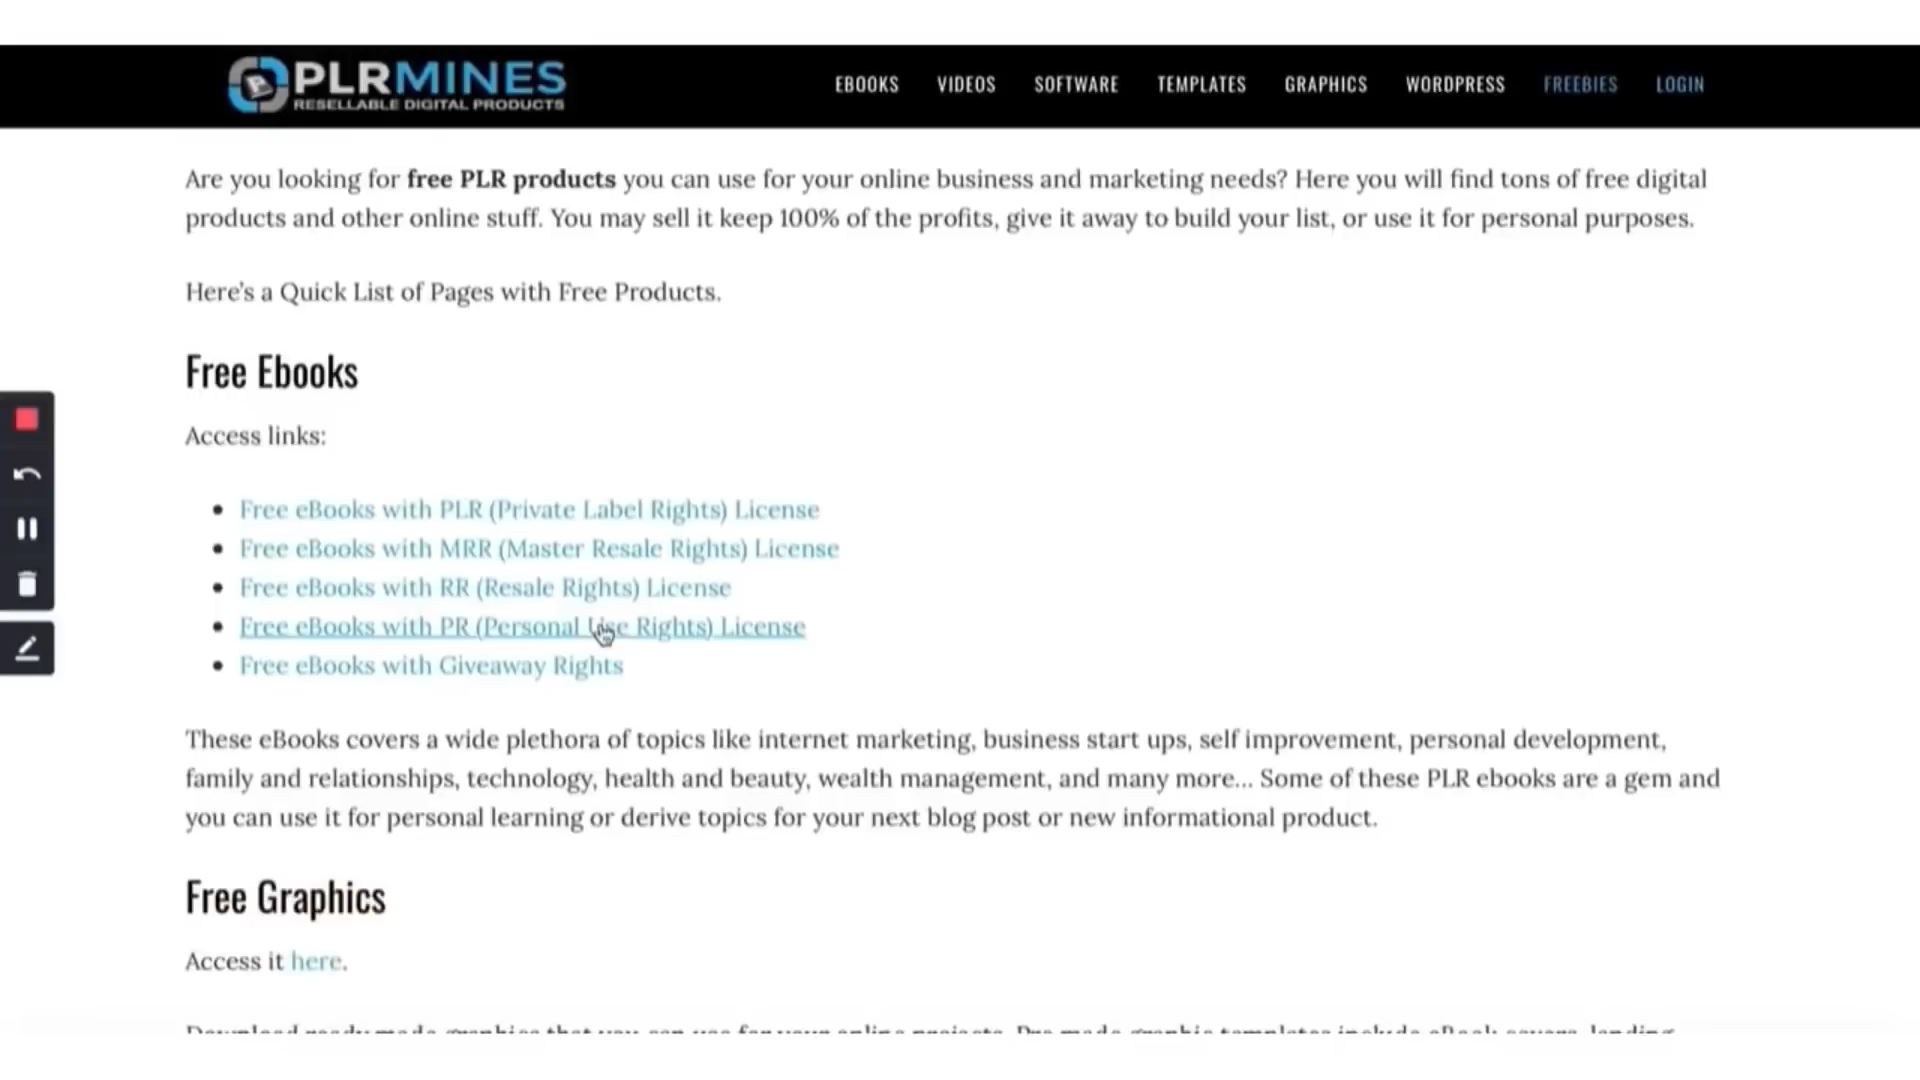 PLRMINES
RESELLABLE DIGITAL PRODUCTS
EBOOKS VIDEOS SOFTWARE TEMPLATES GRAPHICS WORDPRESS FREEBIES LOGIN
Are you looking for free PLR products you can use for your online business and marketing needs? Here you will find tons of free digital
products and other online stuff. You may sell it keep 100% of the profits, give it away to build your list, or use it for personal purposes.
Here's a Quick List of Pages with Free Products.
Free Ebooks
Access links:
Free eBooks with PLR (Private Label Rights) License
Free eBooks with MRR (Master Resale Rights) License
Free eBooks with RR (Resale Rights) License
Free eBooks with PR (Personal Use Rights) License
Free eBooks with Giveaway Rights
These eBooks covers a wide plethora of topics like internet marketing, business start ups, self improvement, personal development,
family and relationships, technology, health and beauty, wealth management, and many more... Some of these PLR ebooks are a gem and
you can use it for personal learning or derive topics for your next blog post or new informational product.
Free Graphics
Access it here.